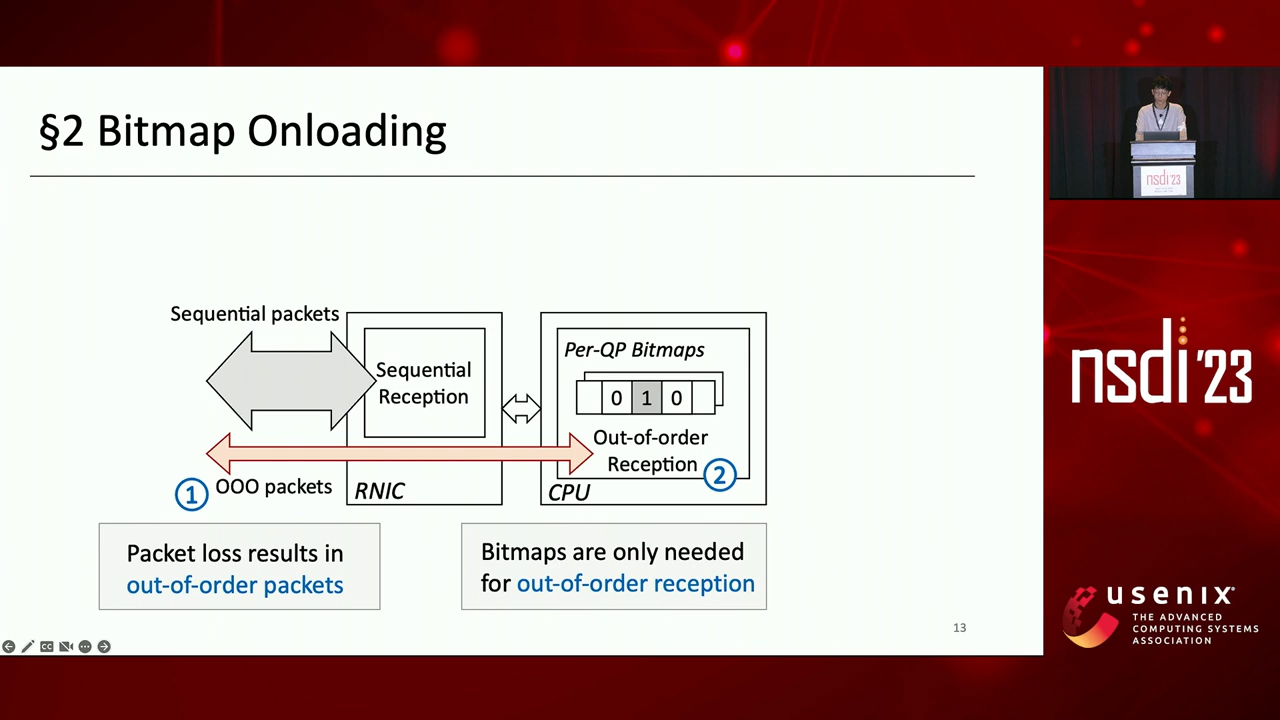 §2 Bitmap Onloading
Sequential packets
Sequential
Reception
Per-QP Bitmaps
0 1 0
Out-of-order
Reception
2
1
OOO packets
RNIC
CPU
Packet loss results in
out-of-order packets
Bitmaps are only needed
for out-of-order reception
13
CC
nsdi'23
nsdi'23
usenix
THE ADVANCED
COMPUTING SYSTEMS
ASSOCIATION